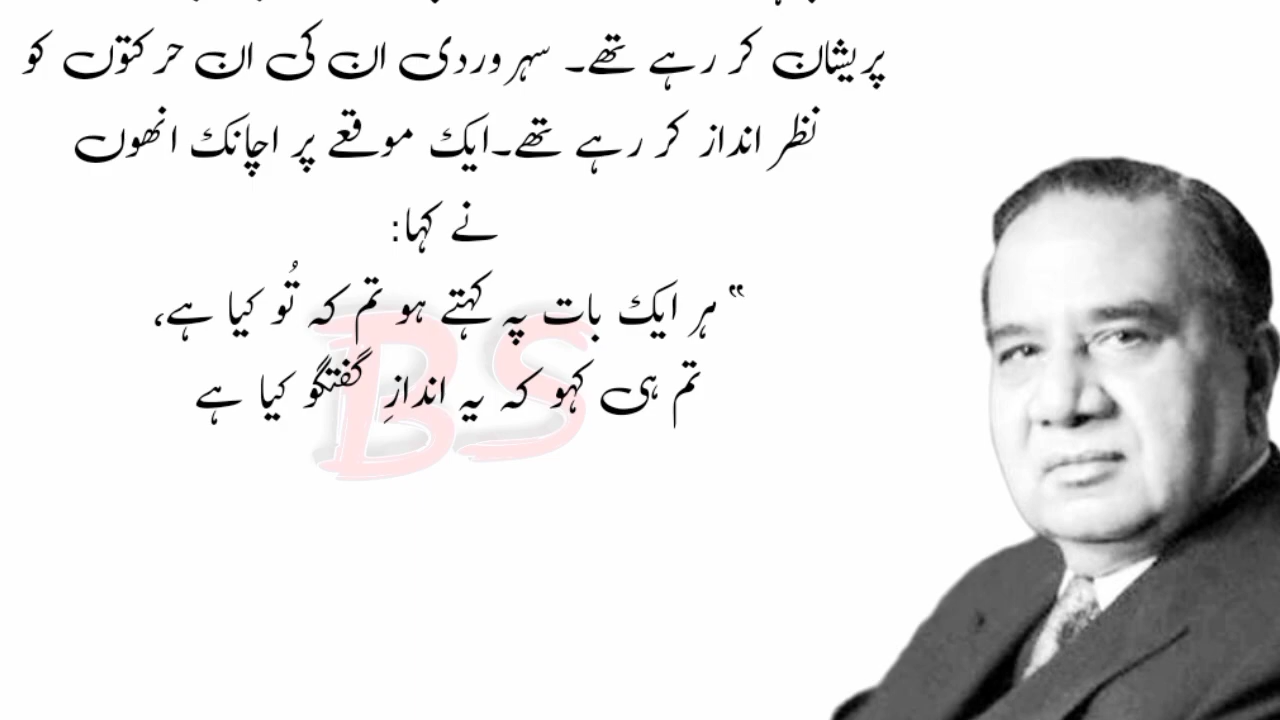 پریشان کر رہے تھے۔ سہروردی ان کی ان حرکتوں کو
نظر انداز کر رہے تھے۔ایک موقعے پر اچانک انھوں
نے کہا:
”ہر ایک بات پہ کہتے ہو تم کہ تُو کیا ہے،
تم ہی کہو کہ یہ اندازِ گفتگو کیا ہے
BS